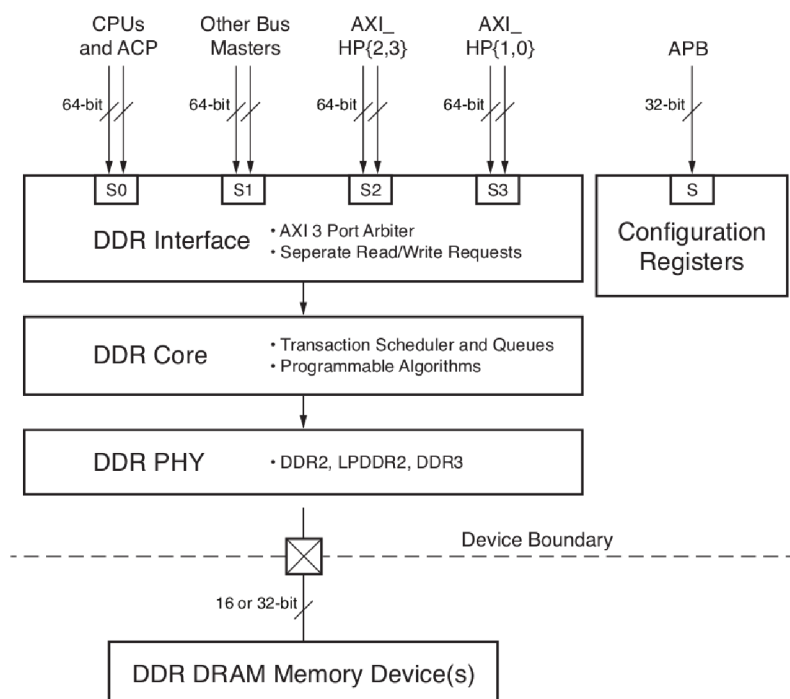 CPUs
and ACP
Other Bus
Masters
AXI_
HP{2,3}
AXI_
HP{1,0}
APB
64-bit
64-bit
64-bit
64-bit
32-bit
S0
S1
S2
S3
S
DDR Interface
• AXI 3 Port Arbiter
• Seperate Read/Write Requests
Configuration
Registers
DDR Core
• Transaction Scheduler and Queues
• Programmable Algorithms
DDR PHY
• DDR2, LPDDR2, DDR3
Device Boundary
16 or 32-bit
DDR DRAM Memory Device(s)